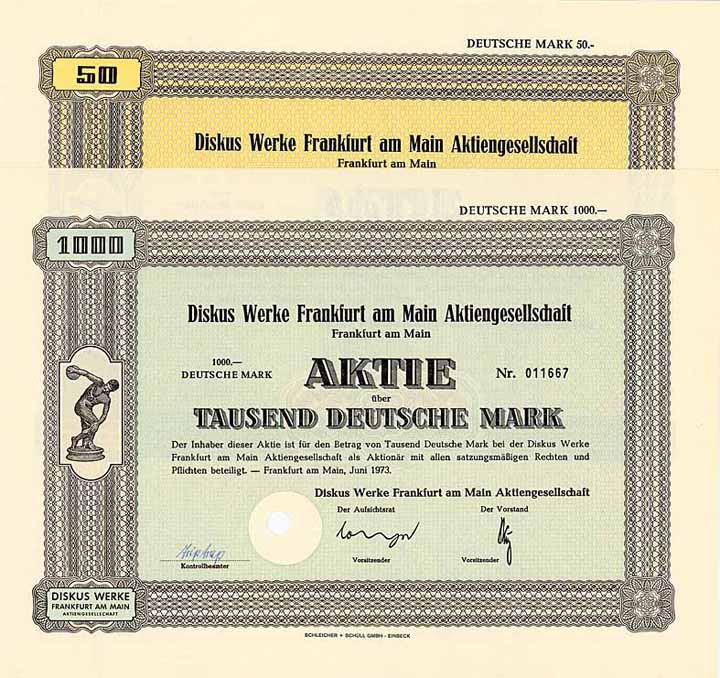 DEUTSCHE MARK 50.-
50
Diskus Werke Frankfurt am Main Aktiengesellschaft
Frankfurt am Main
DEUTSCHE MARK 1000.—
1000
Diskus Werke Frankfurt am Main Aktiengesellschaft
Frankfurt am Main
1000.—
DEUTSCHE MARK
AKTIE
Nr. 011667
über
TAUSEND DEUTSCHE MARK
Der Inhaber dieser Aktie ist für den Betrag von Tausend Deutsche Mark bei der Diskus Werke
Frankfurt am Main Aktiengesellschaft als Aktionär mit allen satzungsmäßigen Rechten und
Pflichten beteiligt. — Frankfurt am Main, Juni 1973.
Diskus Werke Frankfurt am Main Aktiengesellschaft
Der Aufsichtsrat
Der Vorstand
Kontrollbeamter
Vorsitzender
Vorsitzender
DISKUS WERKE
FRANKFURT AM MAIN
AKTIENGESELLSCHAFT
SCHLEICHER + SCHÜLL GMBH - EINBECK